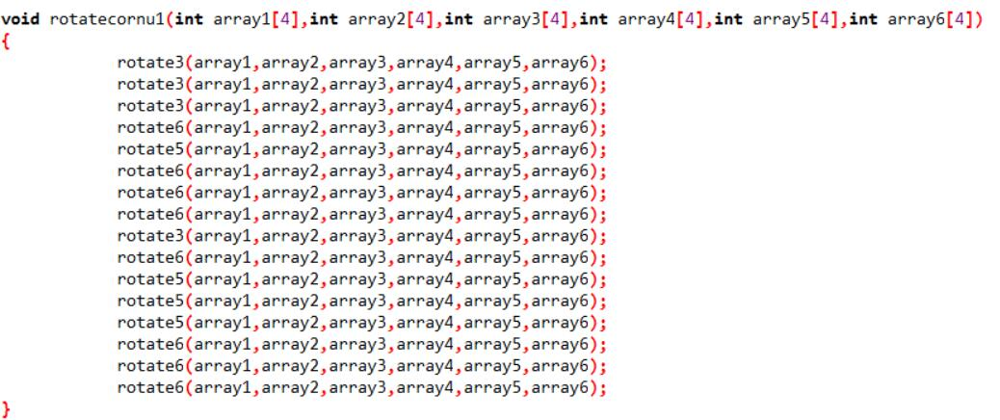 void rotatecornu1(int array1[4],int array2[4],int array3[4],int array4[4],int array5[4],int array6[4])
{
rotate3(array1,array2,array3,array4,array5,array6);
rotate3(array1,array2,array3,array4,array5,array6);
rotate3(array1,array2,array3,array4,array5,array6);
rotate6(array1,array2,array3,array4,array5,array6);
rotate5(array1,array2,array3,array4,array5,array6);
rotate6(array1,array2,array3,array4,array5,array6);
rotate6(array1,array2,array3,array4,array5,array6);
rotate6(array1,array2,array3,array4,array5,array6);
rotate3(array1,array2,array3,array4,array5,array6);
rotate6(array1,array2,array3,array4,array5,array6);
rotate5(array1,array2,array3,array4,array5,array6);
rotate5(array1,array2,array3,array4,array5,array6);
rotate5(array1,array2,array3,array4,array5,array6);
rotate6(array1,array2,array3,array4,array5,array6);
rotate6(array1,array2,array3,array4,array5,array6);
rotate6(array1,array2,array3,array4,array5,array6);
}